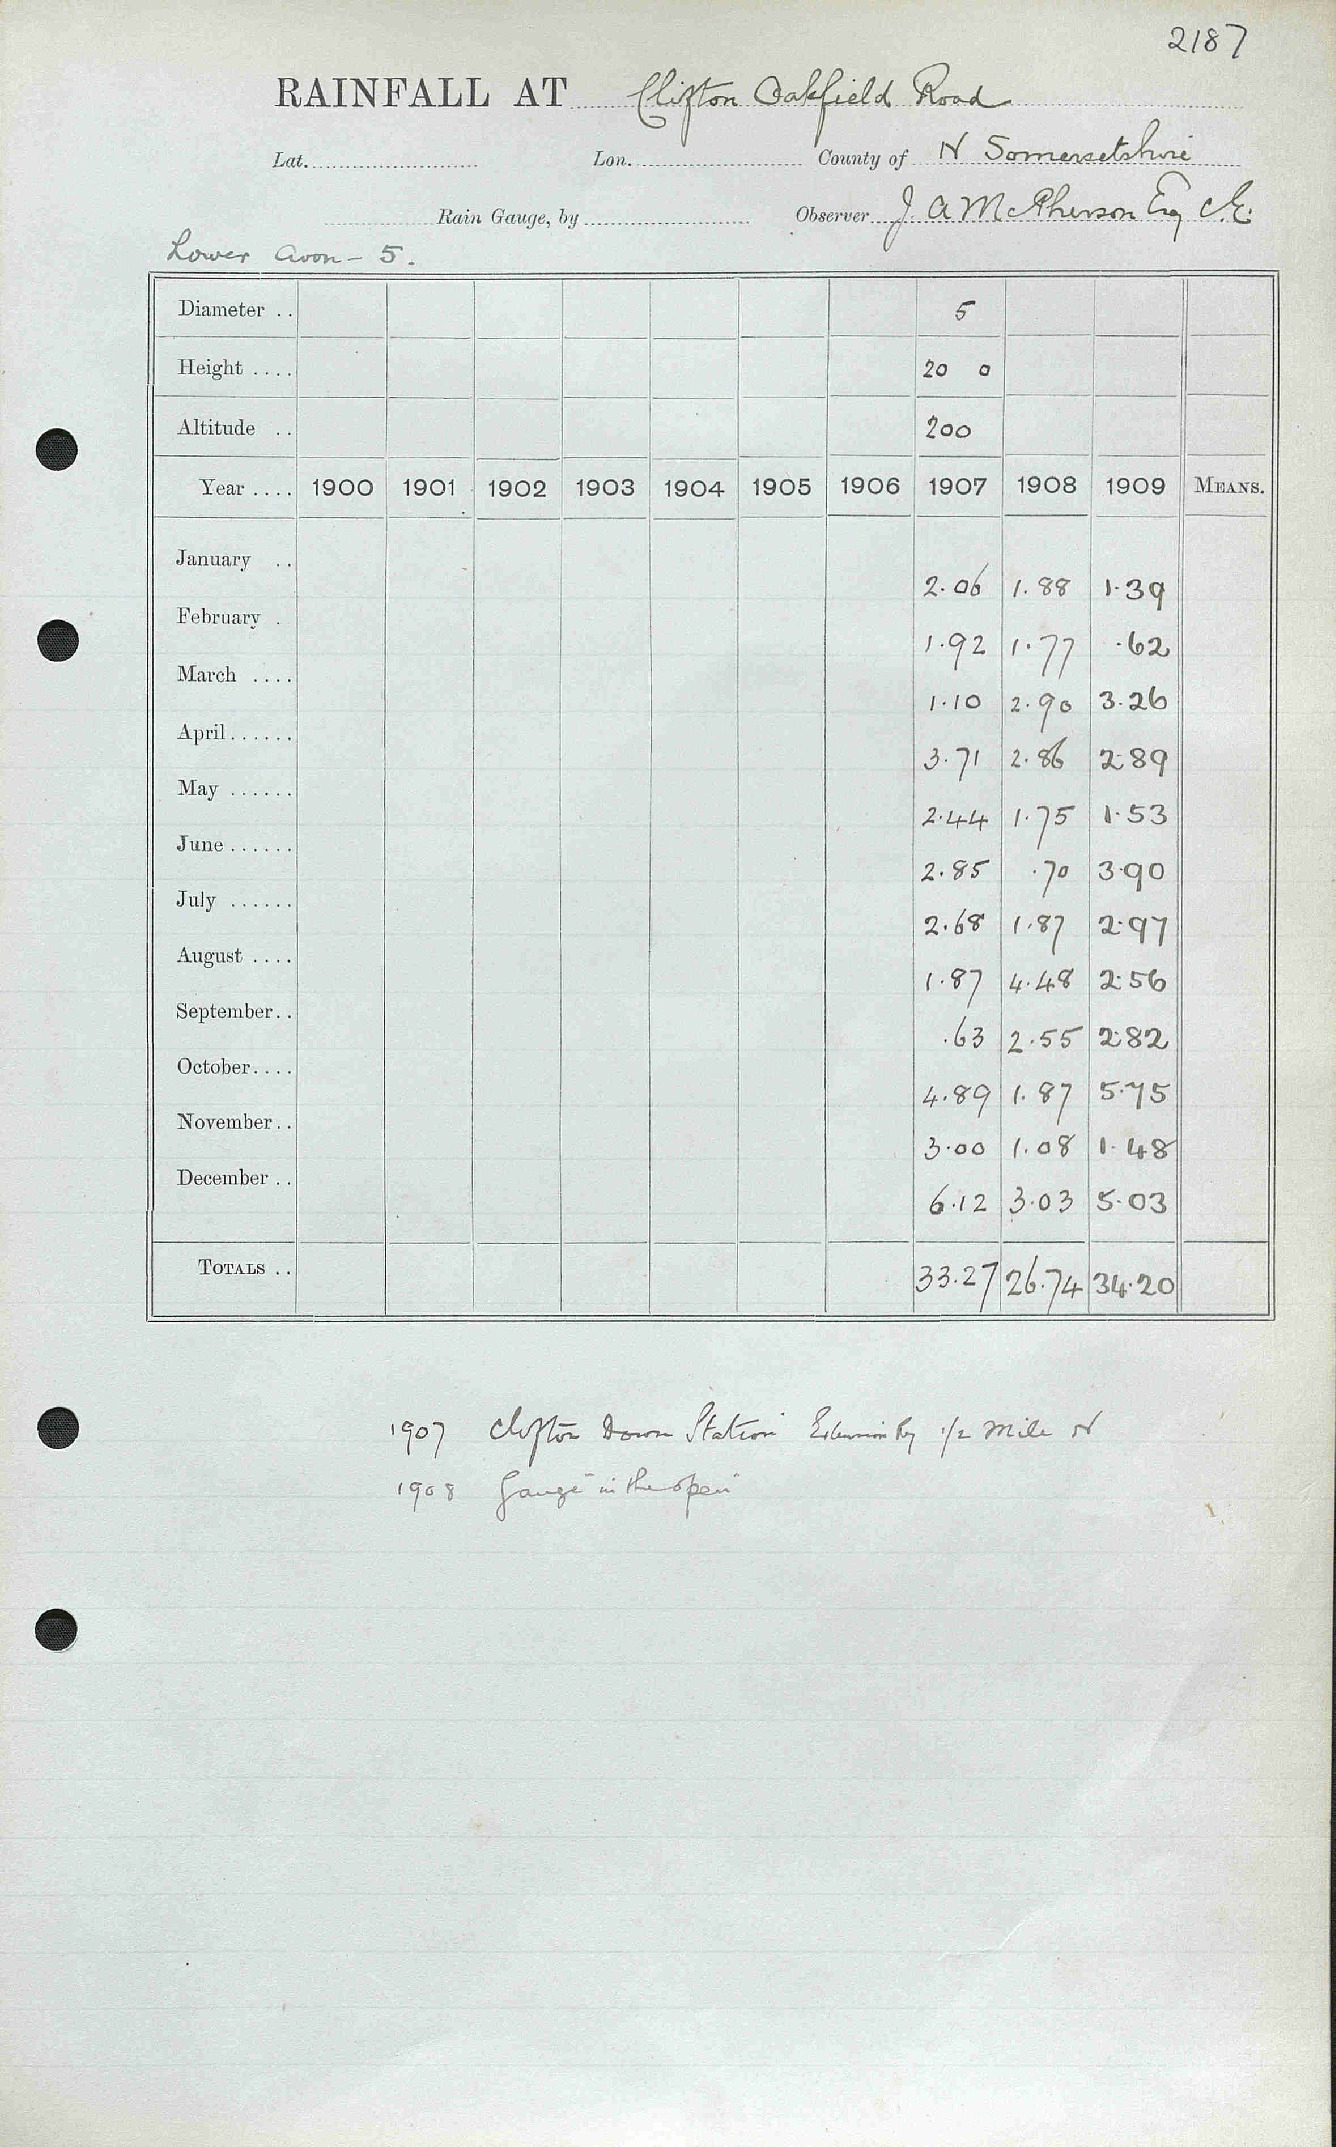 2187
RAINFALL AT Clifton Oakfield Road
Lat. Lon. County of N Somersetshire
Rain Gauge, by Observer J. A McPherson Esq C.E.
Lower Avon - 5.
Diameter .. 5
Height .... 20 0
Altitude .. 200
Year .... 1900 1901 1902 1903 1904 1905 1906 1907 1908 1909 MEANS.
January .. 2.06 1.88 1.39
February . 1.92 1.77 .62
March .... 1.10 2.90 3.26
April...... 3.71 2.86 2.89
May ...... 2.44 1.75 1.53
June...... 2.85 .70 3.90
July ...... 2.68 1.87 2.97
August .... 1.87 4.48 2.56
September.. .63 2.55 2.82
October.... 4.89 1.87 5.75
November.. 3.00 1.08 1.48
December .. 6.12 3.03 5.03
TOTALS .. 33.27 26.74 34.20
1907 Clifton Down Station 1/2 Mile N
1908 Gauge "in the open"